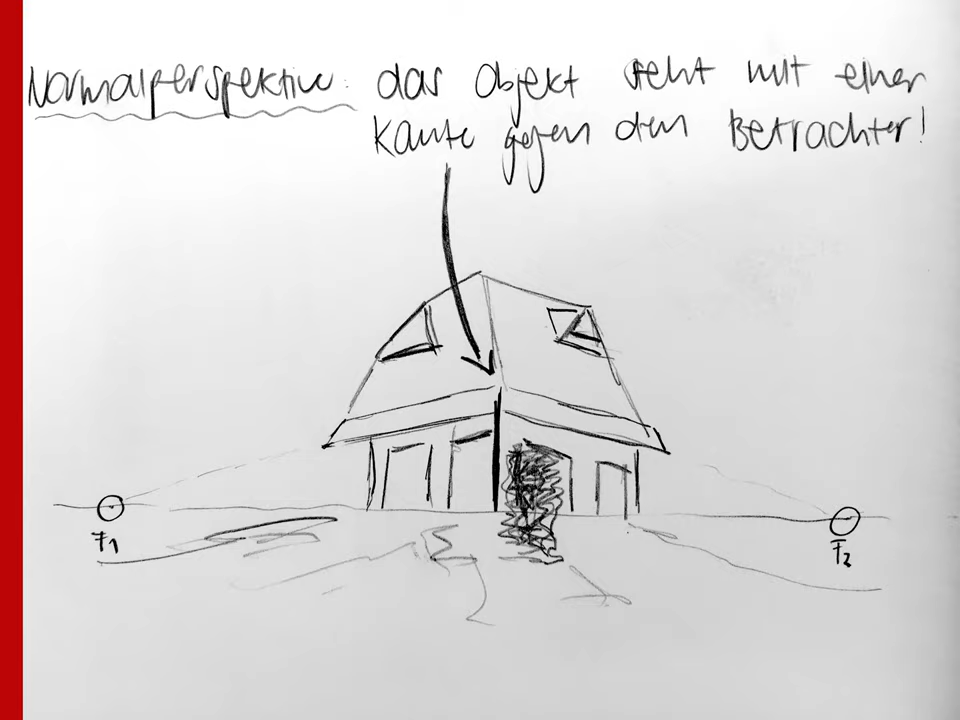 Normalperspektive: das Objekt steht mit einer
Kante gegen den Betrachter!
F1
F2